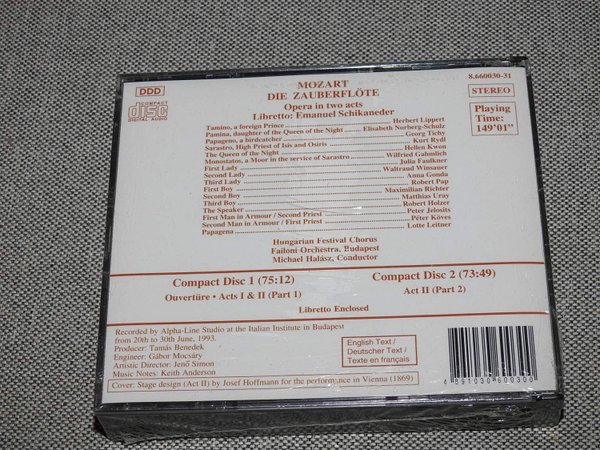 DDD
COMPACT
disc
DIGITAL AUDIO
8.660030-31
STEREO
Playing
Time:
149'01"
MOZART
DIE ZAUBERFLÖTE
Opera in two acts
Libretto: Emanuel Schikaneder
Tamino, a foreign Prince Herbert Lippert
Pamina, daughter of the Queen of the Night Elisabeth Norberg-Schulz
Papageno, a birdcatcher Georg Tichy
Sarastro, High Priest of Isis and Osiris Kurt Rydl
The Queen of the Night Hellen Kwon
Monostatos, a Moor in the service of Sarastro Wilfried Gahmlich
First Lady Julia Faulkner
Second Lady Waltraud Winsauer
Third Lady Anna Gonda
First Boy Robert Pap
Second Boy Maximilian Richter
Third Boy Matthias Uray
The Speaker Robert Holzer
First Man in Armour / Second Priest Peter Jelosits
Second Man in Armour / First Priest Péter Köves
Papagena Lotte Leitner
Hungarian Festival Chorus
Failoni Orchestra, Budapest
Michael Halász, Conductor
Compact Disc 1 (75:12)
Ouvertüre • Acts I & II (Part 1)
Compact Disc 2 (73:49)
Act II (Part 2)
Libretto Enclosed
Recorded by Alpha-Line Studio at the Italian Institute in Budapest
from 20th to 30th June, 1993.
Producer: Tamás Benedek
Engineer: Gábor Mocsáry
Artistic Director: Jenő Simon
Music Notes: Keith Anderson
Cover: Stage design (Act II) by Josef Hoffmann for the performance in Vienna (1869)
English Text /
Deutscher Text /
Texte en français
4 891030 600300